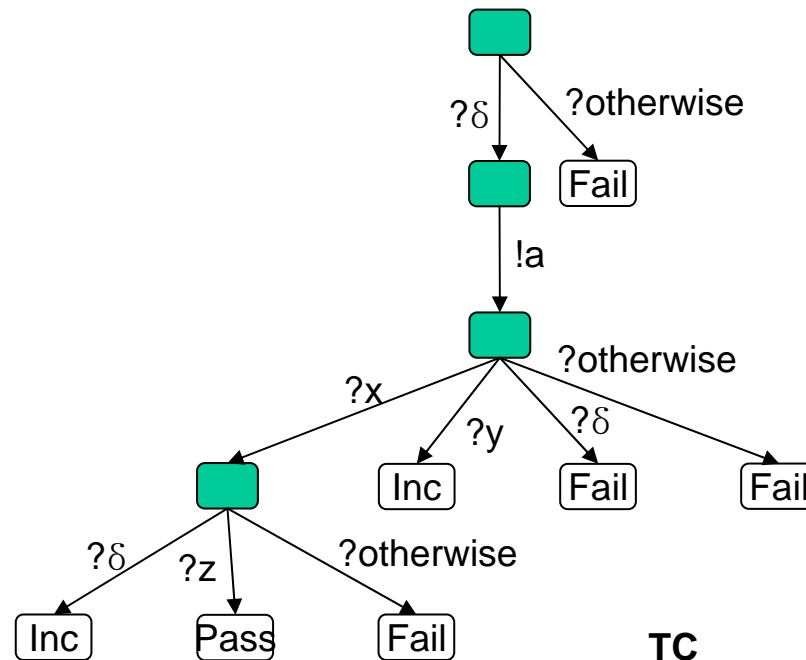 ?δ
?otherwise
Fail
!a
?x
?y
?δ
?otherwise
Inc
Fail
Fail
?δ
?z
?otherwise
Inc
Pass
Fail
TC